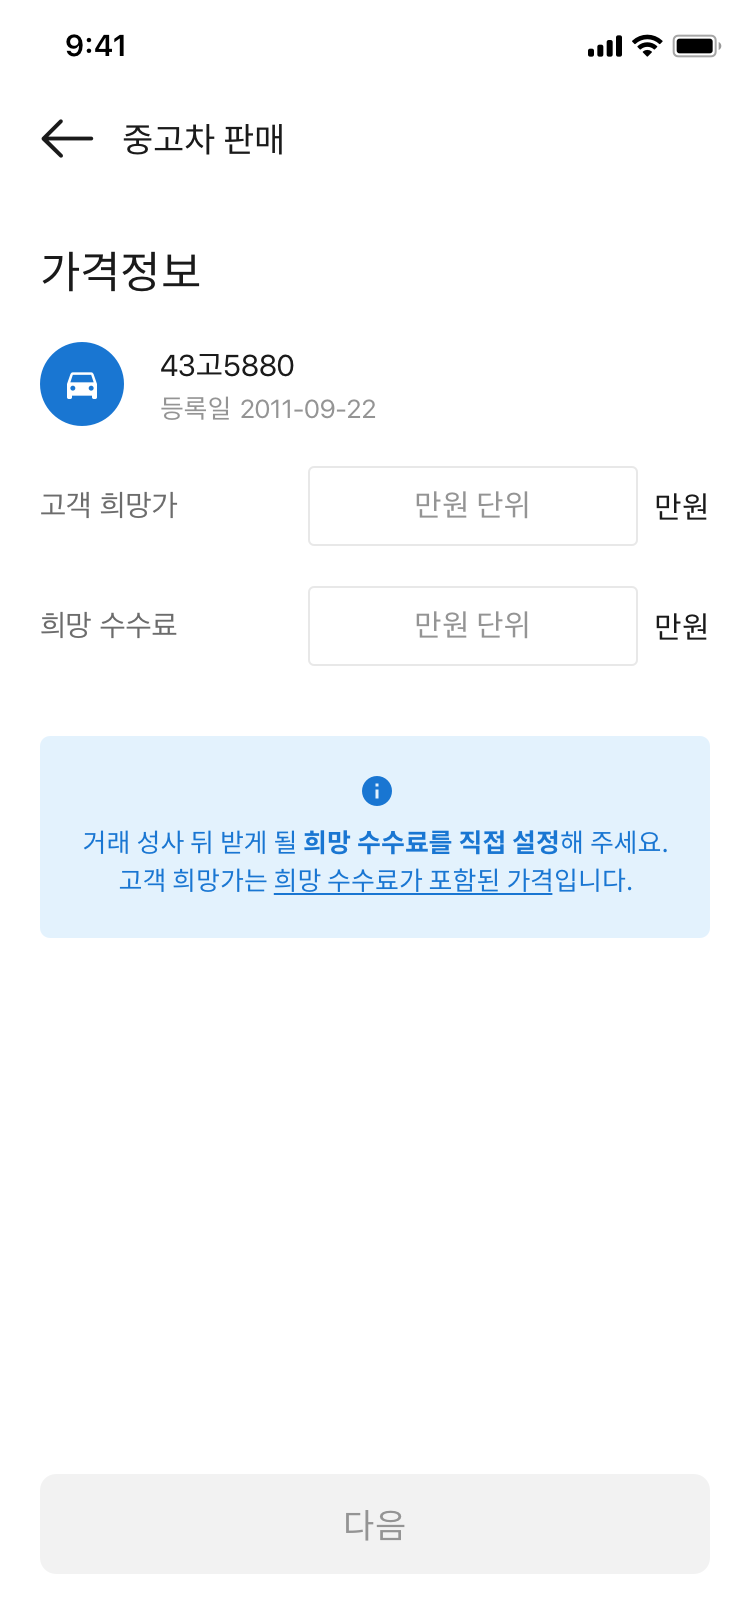 9:41
중고차 판매
가격정보
43고5880
등록일 2011-09-22
고객 희망가 만원 단위 만원
희망 수수료 만원 단위 만원
거래 성사 뒤 받게 될 희망 수수료를 직접 설정해 주세요.
고객 희망가는 희망 수수료가 포함된 가격입니다.
다음